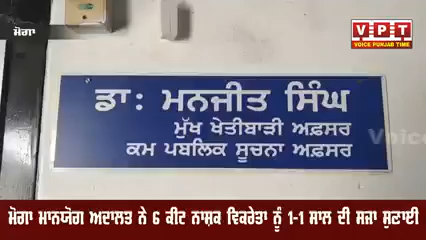 ਮੋਗਾ
VPT
VOICE PUNJAB TIME
ਡਾ: ਮਨਜੀਤ ਸਿੰਘ
ਮੁੱਖ ਖੇਤੀਬਾੜੀ ਅਫ਼ਸਰ
ਕਮ ਪਬਲਿਕ ਸੂਚਨਾ ਅਫ਼ਸਰ
Voice
ਮੋਗਾ ਮਾਨਯੋਗ ਅਦਾਲਤ ਨੇ 6 ਕੀਟ ਨਾਸ਼ਕ ਵਿਕਰੇਤਾ ਨੂੰ 1-1 ਸਾਲ ਦੀ ਸਜ਼ਾ ਸੁਣਾਈ